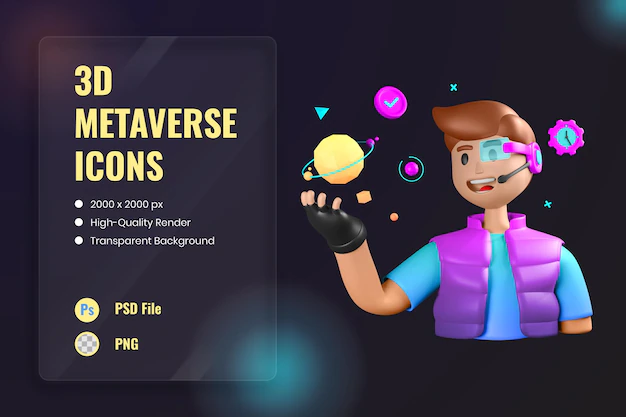 3D
METAVERSE
ICONS
2000 x 2000 px
High-Quality Render
Transparent Background
Ps
PSD File
PNG